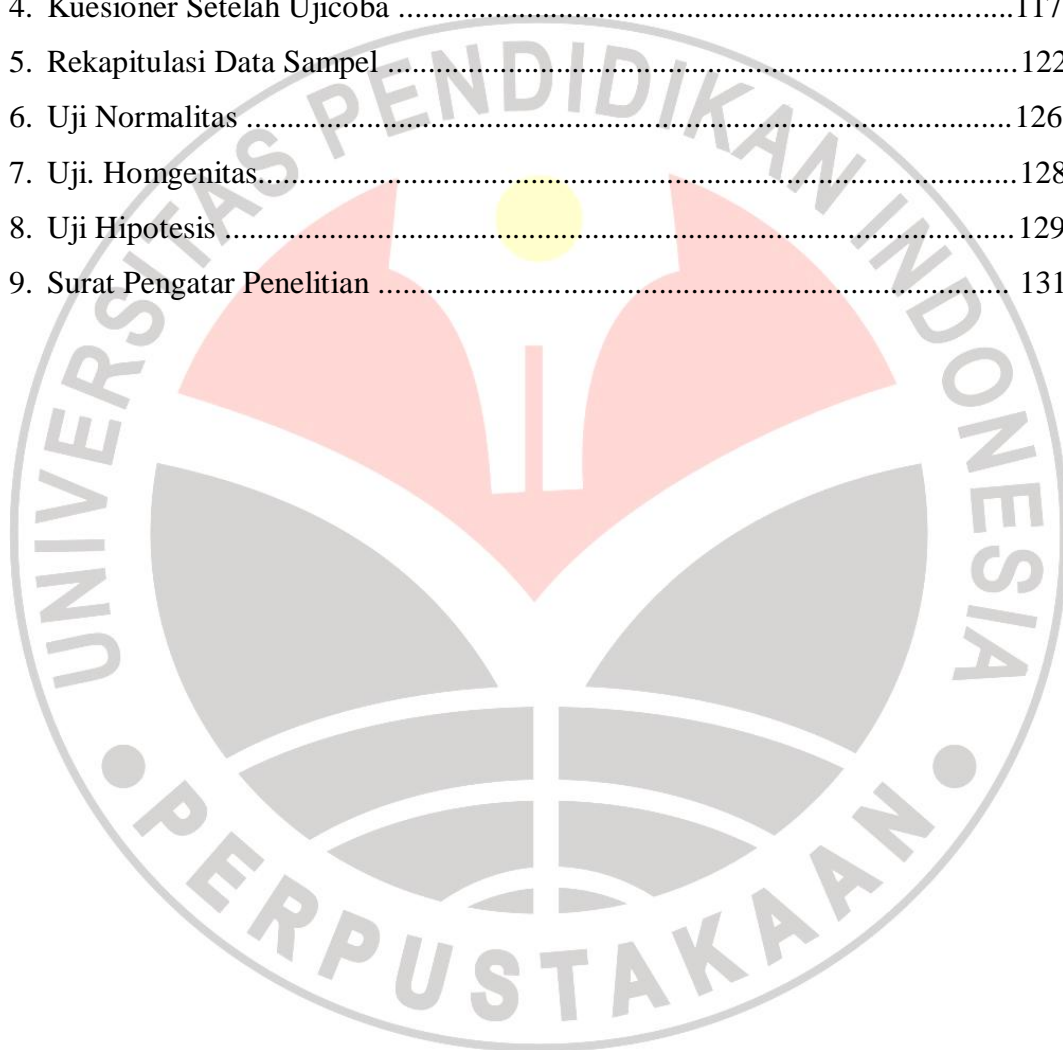 4. Kuesioner Setelah Ujicoba ................................................................................117
5. Rekapitulasi Data Sampel ..................................................................................122
6. Uji Normalitas ....................................................................................................126
7. Uji. Homgenitas...................................................................................................128
8. Uji Hipotesis .......................................................................................................129
9. Surat Pengatar Penelitian .................................................................................. 131
UNIVERSITAS PENDIDIKAN INDONESIA
PERPUSTAKAAN